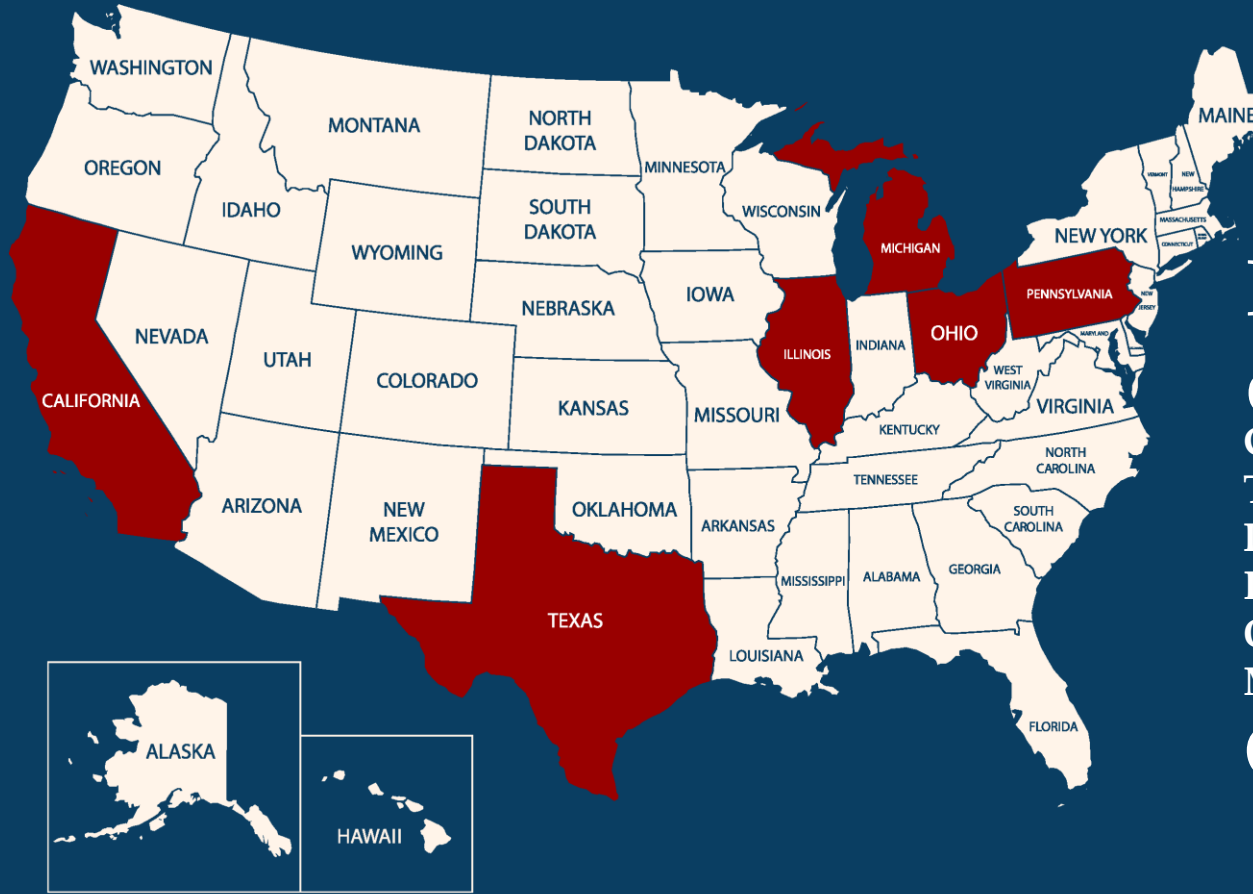 WASHINGTON
MONTANA
NORTH
DAKOTA
MINNESOTA
MAINE
OREGON
IDAHO
SOUTH
DAKOTA
WISCONSIN
VERMONT
NEW
HAMPSHIRE
WYOMING
MICHIGAN
NEW YORK
MASSACHUSETTS
CONNECTICUT
NEBRASKA
IOWA
PENNSYLVANIA
NEW
JERSEY
NEVADA
UTAH
COLORADO
ILLINOIS
INDIANA
OHIO
MARYLAND
WEST
VIRGINIA
CALIFORNIA
KANSAS
MISSOURI
KENTUCKY
VIRGINIA
ARIZONA
NEW
MEXICO
OKLAHOMA
ARKANSAS
TENNESSEE
NORTH
CAROLINA
SOUTH
CAROLINA
TEXAS
LOUISIANA
MISSISSIPPI
ALABAMA
GEORGIA
FLORIDA
ALASKA
HAWAII